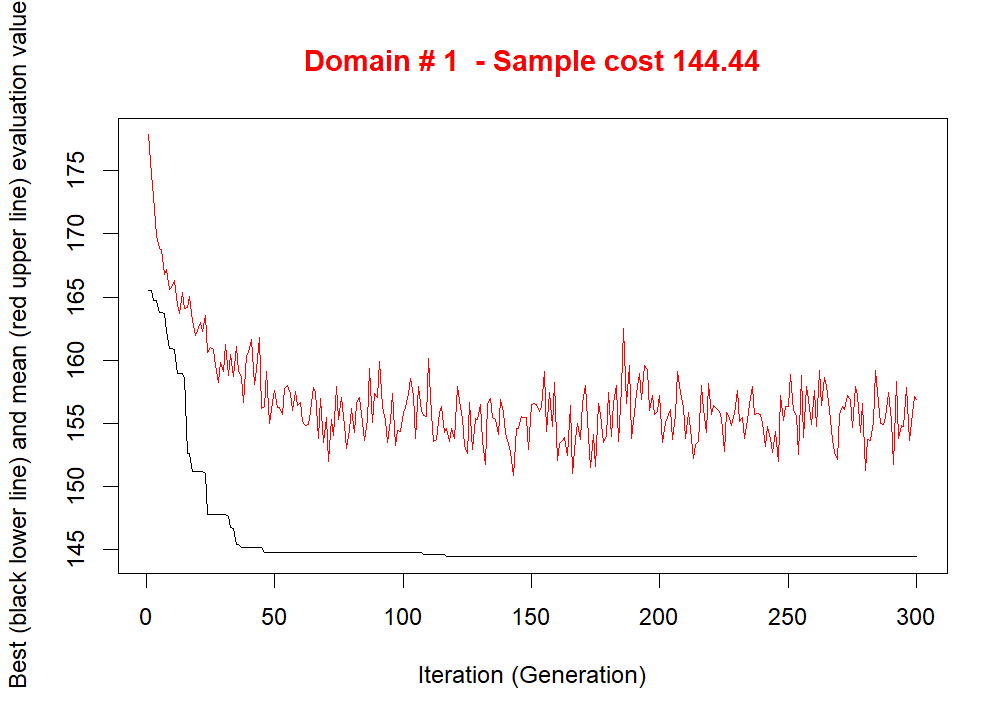 Domain # 1  - Sample cost 144.44
Best (black lower line) and mean (red upper line) evaluation value
175
170
165
160
155
150
145
0 50 100 150 200 250 300
Iteration (Generation)